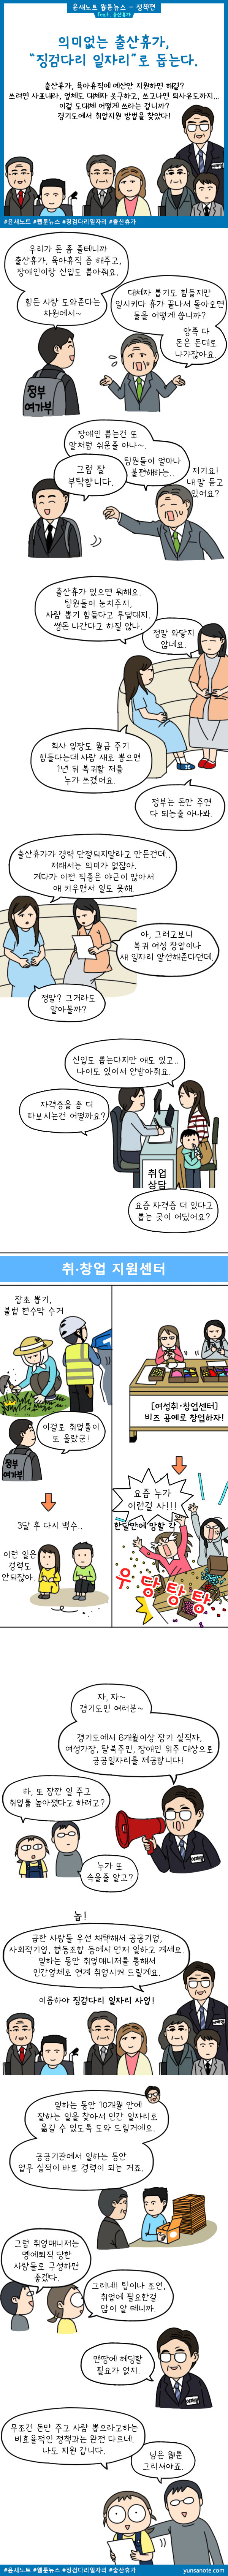 윤새노트 웹툰뉴스 - 정책편
feat. 출산휴가
의미없는 출산휴가,
"징검다리 일자리"로 돕는다.
출산휴가, 육아휴직에 예산만 지원하면 해결?
쓰려면 사표내라, 업체도 대체자 못구하고, 쓰고나면 퇴사유도까지...
이걸 도대체 어떻게 쓰라는 겁니까?
경기도에서 취업지원 방법을 찾았다!
#윤새노트 #웹툰뉴스 #징검다리일자리 #출산휴가
우리가 돈 좀 줄테니까
출산휴가, 육아휴직 좀 해주고,
장애인이랑 신입도 뽑아줘요.
힘든 사람 도와준다는
차원에서~
대체자 뽑기도 힘들지만
일시키다 휴가 끝나서 돌아오면
둘을 어떻게 씁니까?
양쪽 다
돈은 돈대로
나가잖아요.
정부
여가부
장애인 뽑는건 또
말처럼 쉬운줄 아나~.
팀원들이 얼마나
불편해하는..
그럼 잘
부탁합니다.
저기요!
내 말 듣고
있어요?
출산휴가 있으면 뭐해요.
팀원들이 눈치주지,
사람 뽑기 힘들다고 투덜대지.
쌩돈 나간다고 하질 않나.
정말 와닿지
않네요.
회사 입장도 월급 주기
힘들다는데 사람 새로 뽑으면
1년 뒤 복귀할 저를
누가 쓰겠어요.
정부는 돈만 주면
다 되는줄 아나봐.
출산휴가가 경력 단절되지말라고 만든건데..
저래서는 의미가 없잖아.
게다가 이전 직종은 야근이 많아서
애 키우면서 일도 못해.
아, 그러고보니
복귀 여성 창업이나
새 일자리 알선해준다던데.
정말? 그거라도
알아볼까?
신입도 뽑는다지만 애도 있고..
나이도 있어서 안받아줘요.
자격증을 좀 더
따보시는건 어떨까요?
취업
상담
요즘 자격증 더 있다고
뽑는 곳이 어딨어요?
취·창업 지원센터
잡초 뽑기,
불법 현수막 수거
이걸로 취업률이
또 올랐군!
정부
여가부
3달 후 다시 백수..
이런 일은
경력도
안되잖아.
[여성취·창업센터]
비즈 공예로 창업하자!
요즘 누가
이런걸 사!!!
한달만에 망할 각
우당탕탕
자, 자~
경기도민 여러분~
경기도에서 6개월이상 장기 실직자,
여성가장, 탈북주민, 장애인 위주 대상으로
공공일자리를 제공합니다!
하, 또 잠깐 일 주고
취업률 높아졌다고 하려고?
누가 또
속을줄 알고?
놉!
급한 사람들 우선 채택해서 공공기업,
사회적기업, 협동조합 등에서 먼저 일하고 계세요.
일하는 동안 취업매니저를 통해서
민간업체로 연계 취업시켜 드릴게요.
이름하야 징검다리 일자리 사업!
일하는 동안 10개월 안에
잘하는 일을 찾아서 민간 일자리로
옮길 수 있도록 도와 드릴거에요.
공공기관에서 일하는 동안
업무 실적이 바로 경력이 되는 거죠.
그럼 취업매니저는
명예퇴직 당한
사람들로 구성하면
좋겠다.
그러네! 팁이나 조언,
취업에 필요한걸
많이 알 테니까.
맨땅에 헤딩할
필요가 없지.
무조건 돈만 주고 사람 뽑으라고하는
비효율적인 정책과는 완전 다르네.
나도 지원 갑니다.
닝은 웹툰
그리셔야죠.
#윤새노트 #웹툰뉴스 #징검다리일자리 #출산휴가
yunsanote.com